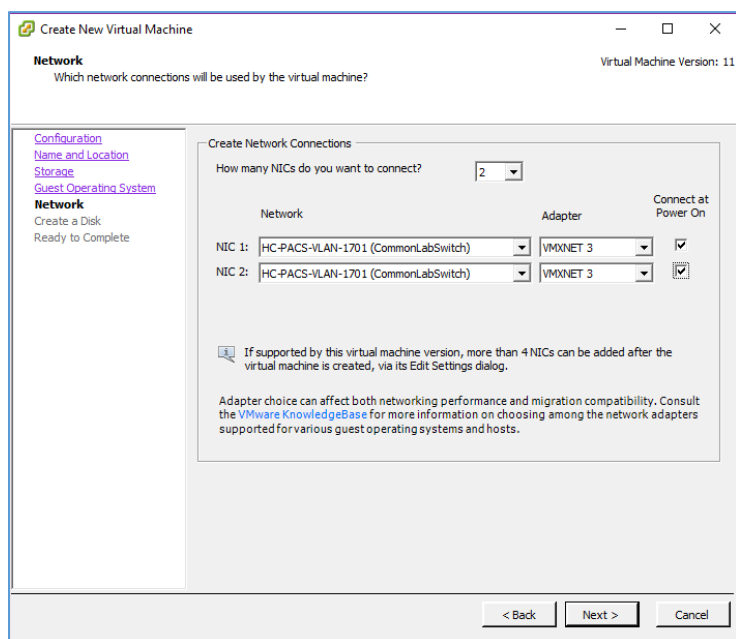 Create New Virtual Machine
Network
Which network connections will be used by the virtual machine?
Virtual Machine Version: 11
Configuration
Name and Location
Storage
Guest Operating System
Network
Create a Disk
Ready to Complete
Create Network Connections
How many NICs do you want to connect?
2
Network
Adapter
Connect at
Power On
NIC 1:
HC-PACS-VLAN-1701 (CommonLabSwitch)
VMXNET 3
NIC 2:
HC-PACS-VLAN-1701 (CommonLabSwitch)
VMXNET 3
If supported by this virtual machine version, more than 4 NICs can be added after the
virtual machine is created, via its Edit Settings dialog.
Adapter choice can affect both networking performance and migration compatibility. Consult
the VMware KnowledgeBase for more information on choosing among the network adapters
supported for various guest operating systems and hosts.
< Back
Next >
Cancel